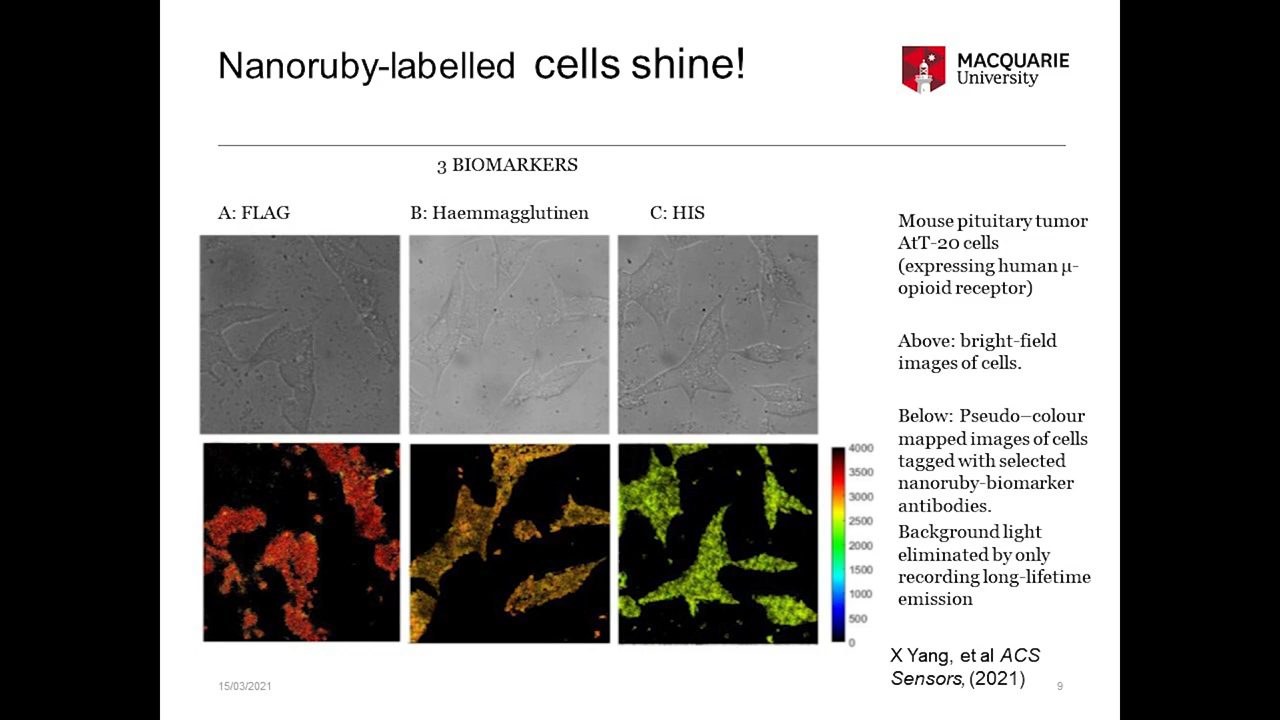 Nanoruby-labelled cells shine!
MACQUARIE
University
3 BIOMARKERS
A: FLAG
B: Haemmagglutinen
C: HIS
Mouse pituitary tumor
AtT-20 cells
(expressing human µ-
opioid receptor)
Above: bright-field
images of cells.
Below: Pseudo–colour
mapped images of cells
tagged with selected
nanoruby-biomarker
antibodies.
Background light
eliminated by only
recording long-lifetime
emission
4000
3500
3000
2500
2000
1500
1000
500
0
X Yang, et al ACS
Sensors, (2021)
15/03/2021
9